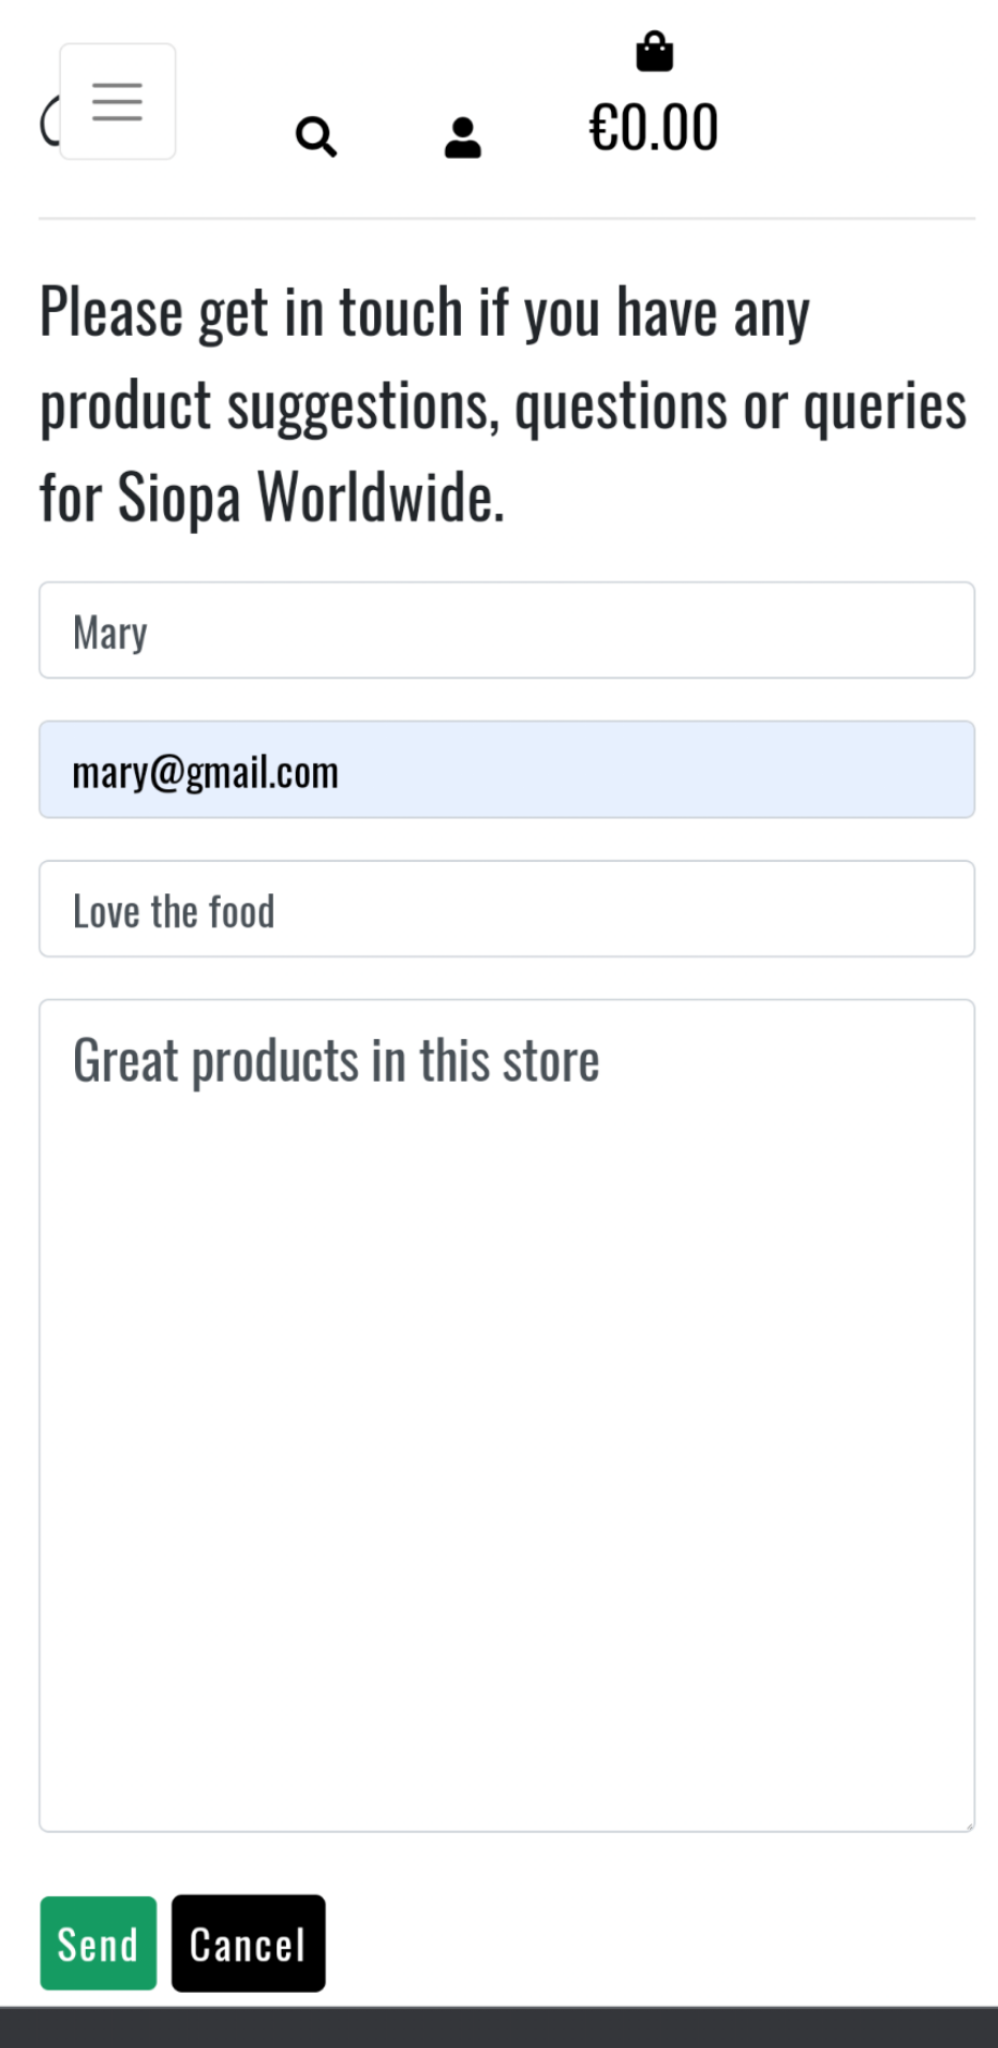 €0.00
Please get in touch if you have any
product suggestions, questions or queries
for Siopa Worldwide.
Mary
mary@gmail.com
Love the food
Great products in this store
Send Cancel